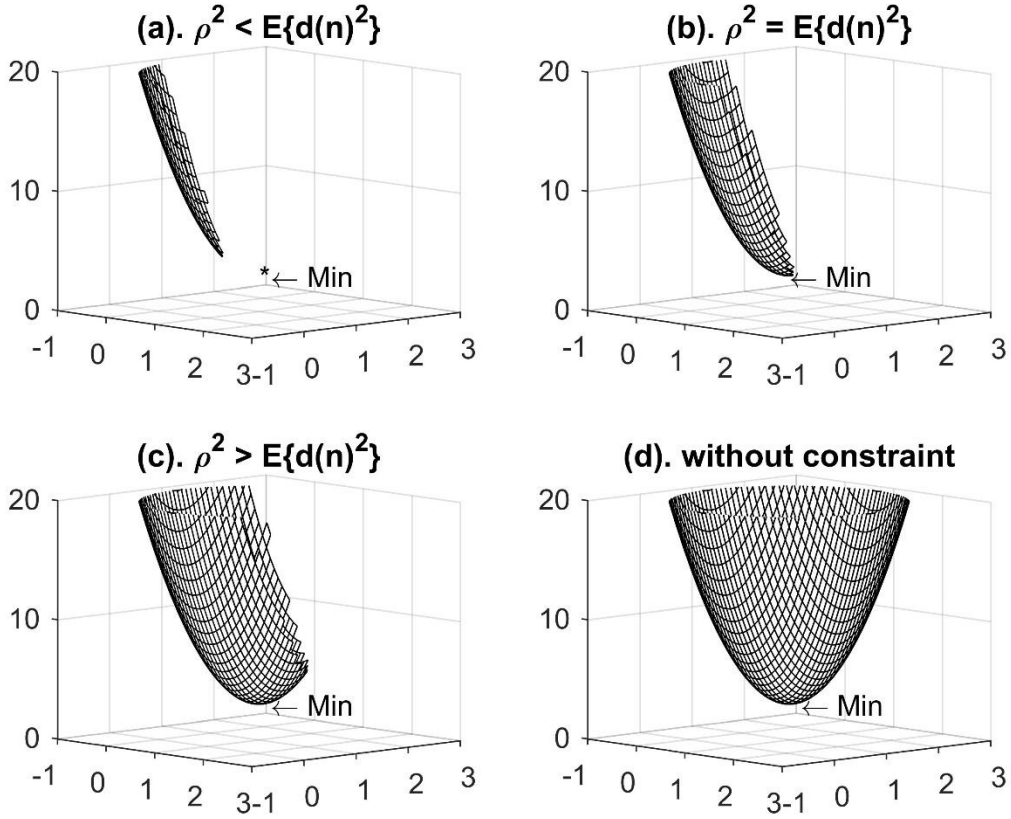 (a). ρ² < E{d(n)²}
20
10
0
* ← Min
-1 0 1 2 3-1 0 1 2 3
(b). ρ² = E{d(n)²}
20
10
0
← Min
-1 0 1 2 3-1 0 1 2 3
(c). ρ² > E{d(n)²}
20
10
0
← Min
-1 0 1 2 3-1 0 1 2 3
(d). without constraint
20
10
0
← Min
-1 0 1 2 3-1 0 1 2 3